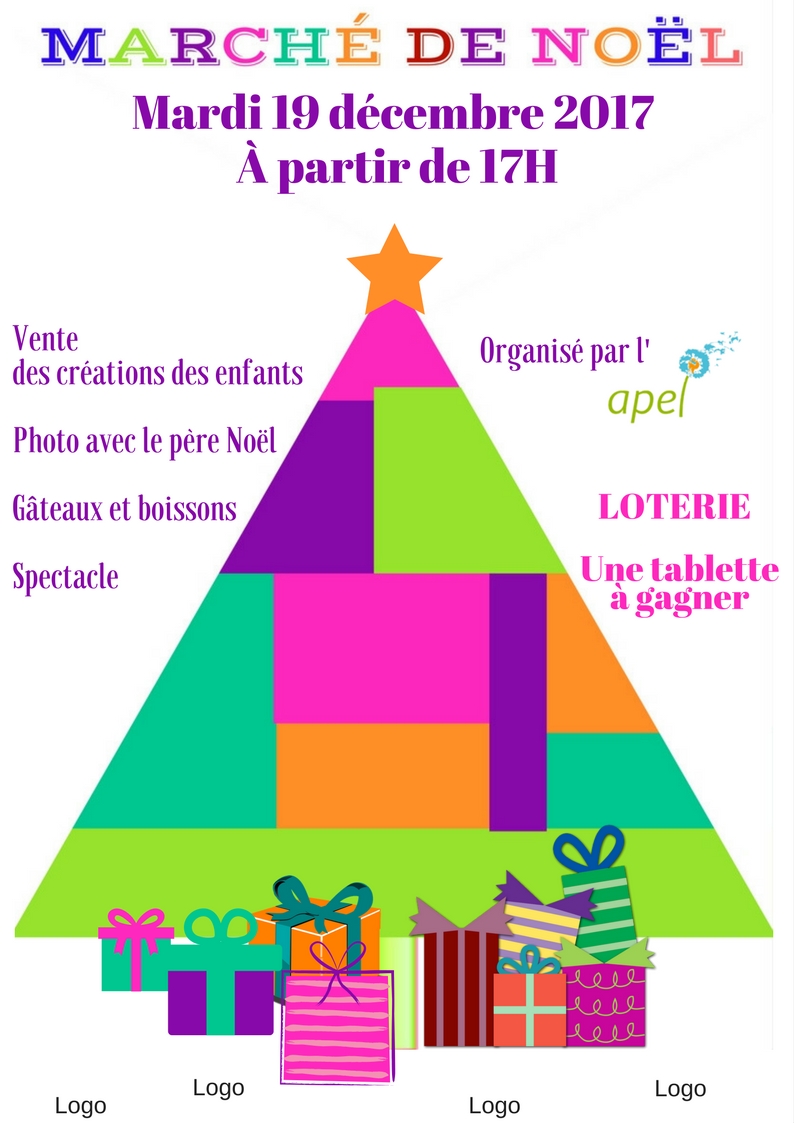 MARCHÉ DE NOËL
Mardi 19 décembre 2017
À partir de 17H
Vente
des créations des enfants
Photo avec le père Noël
Gâteaux et boissons
Spectacle
Organisé par l'
apel
LOTERIE
Une tablette
à gagner
Logo
Logo
Logo
Logo